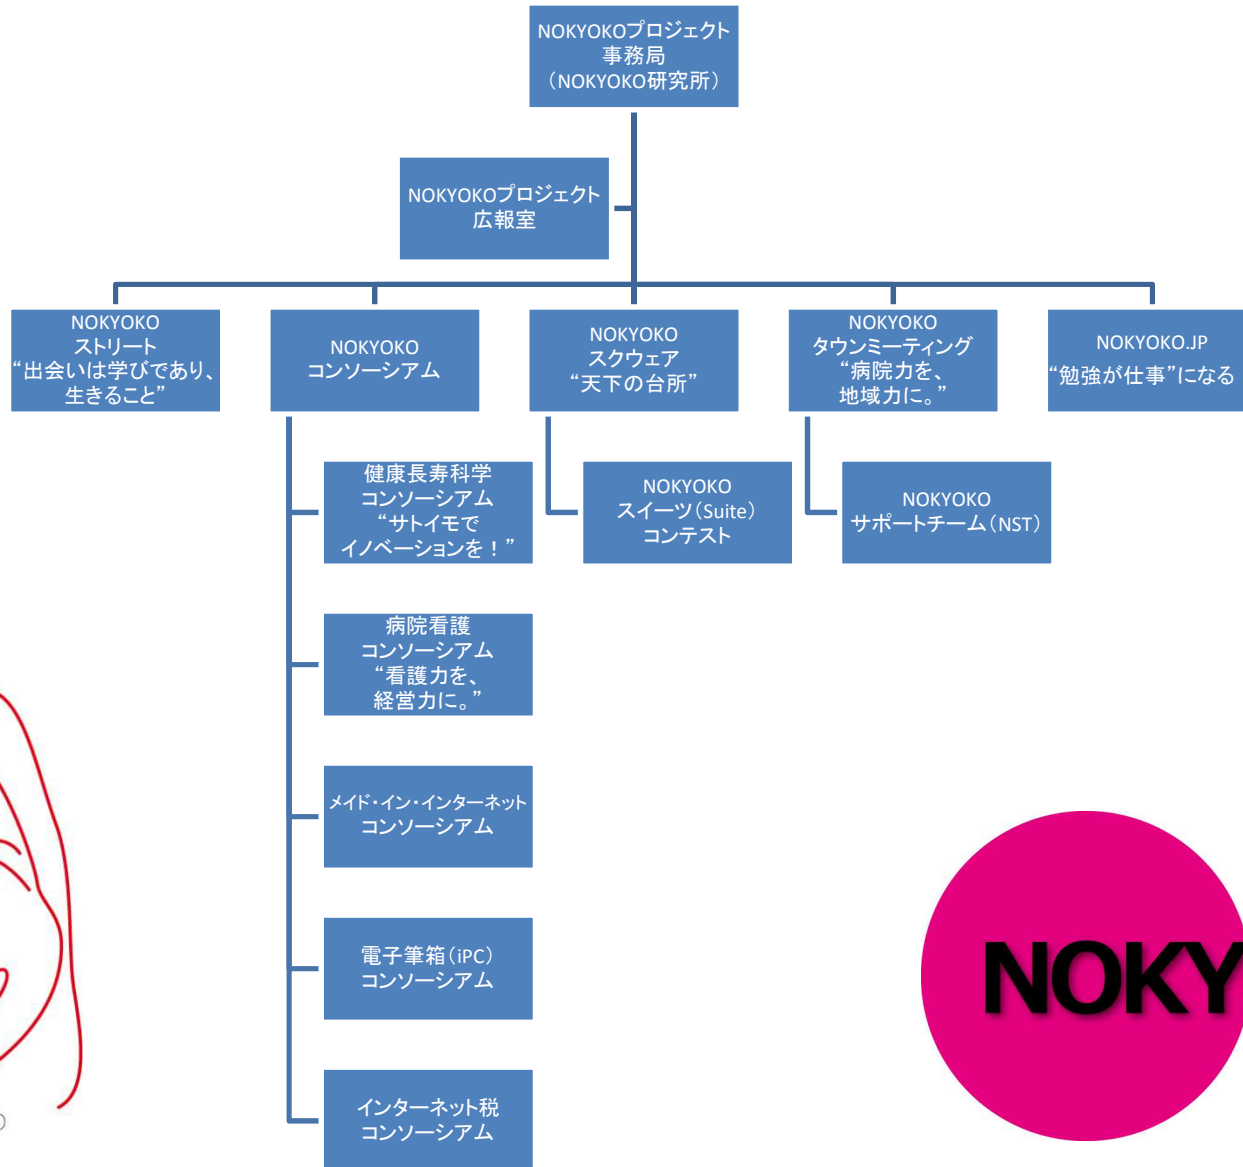 NOKYOKOプロジェクト
事務局
（NOKYOKO研究所）
NOKYOKOプロジェクト
広報室
NOKYOKO
ストリート
“出会いは学びであり、
生きること”
NOKYOKO
コンソーシアム
NOKYOKO
スクウェア
“天下の台所”
NOKYOKO
タウンミーティング
“病院力を、
地域力に。”
NOKYOKO.JP
“勉強が仕事”になる
健康長寿科学
コンソーシアム
“サトイモで
イノベーションを！”
病院看護
コンソーシアム
“看護力を、
経営力に。”
メイド・イン・インターネット
コンソーシアム
電子筆箱（iPC）
コンソーシアム
インターネット税
コンソーシアム
NOKYOKO
スイーツ（Suite）
コンテスト
NOKYOKO
サポートチーム（NST）
NOKY